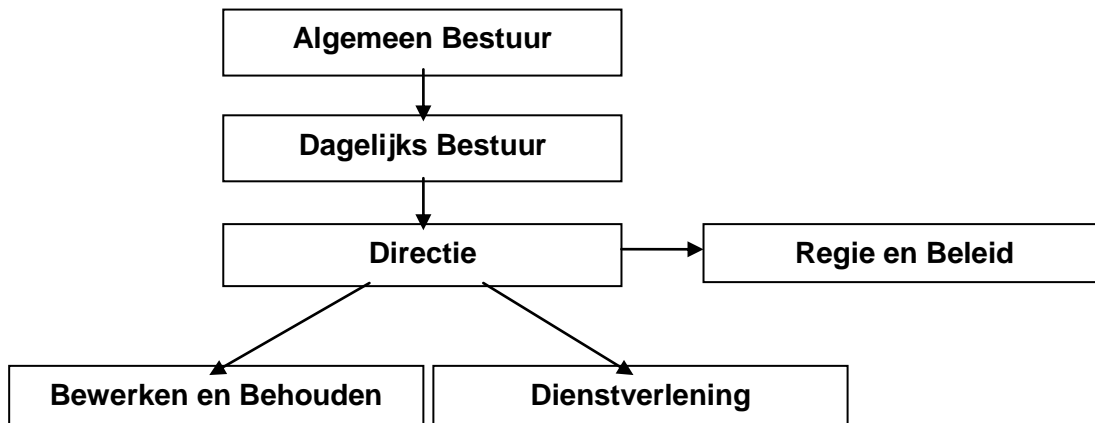 Algemeen Bestuur
Dagelijks Bestuur
Directie
Regie en Beleid
Bewerken en Behouden
Dienstverlening